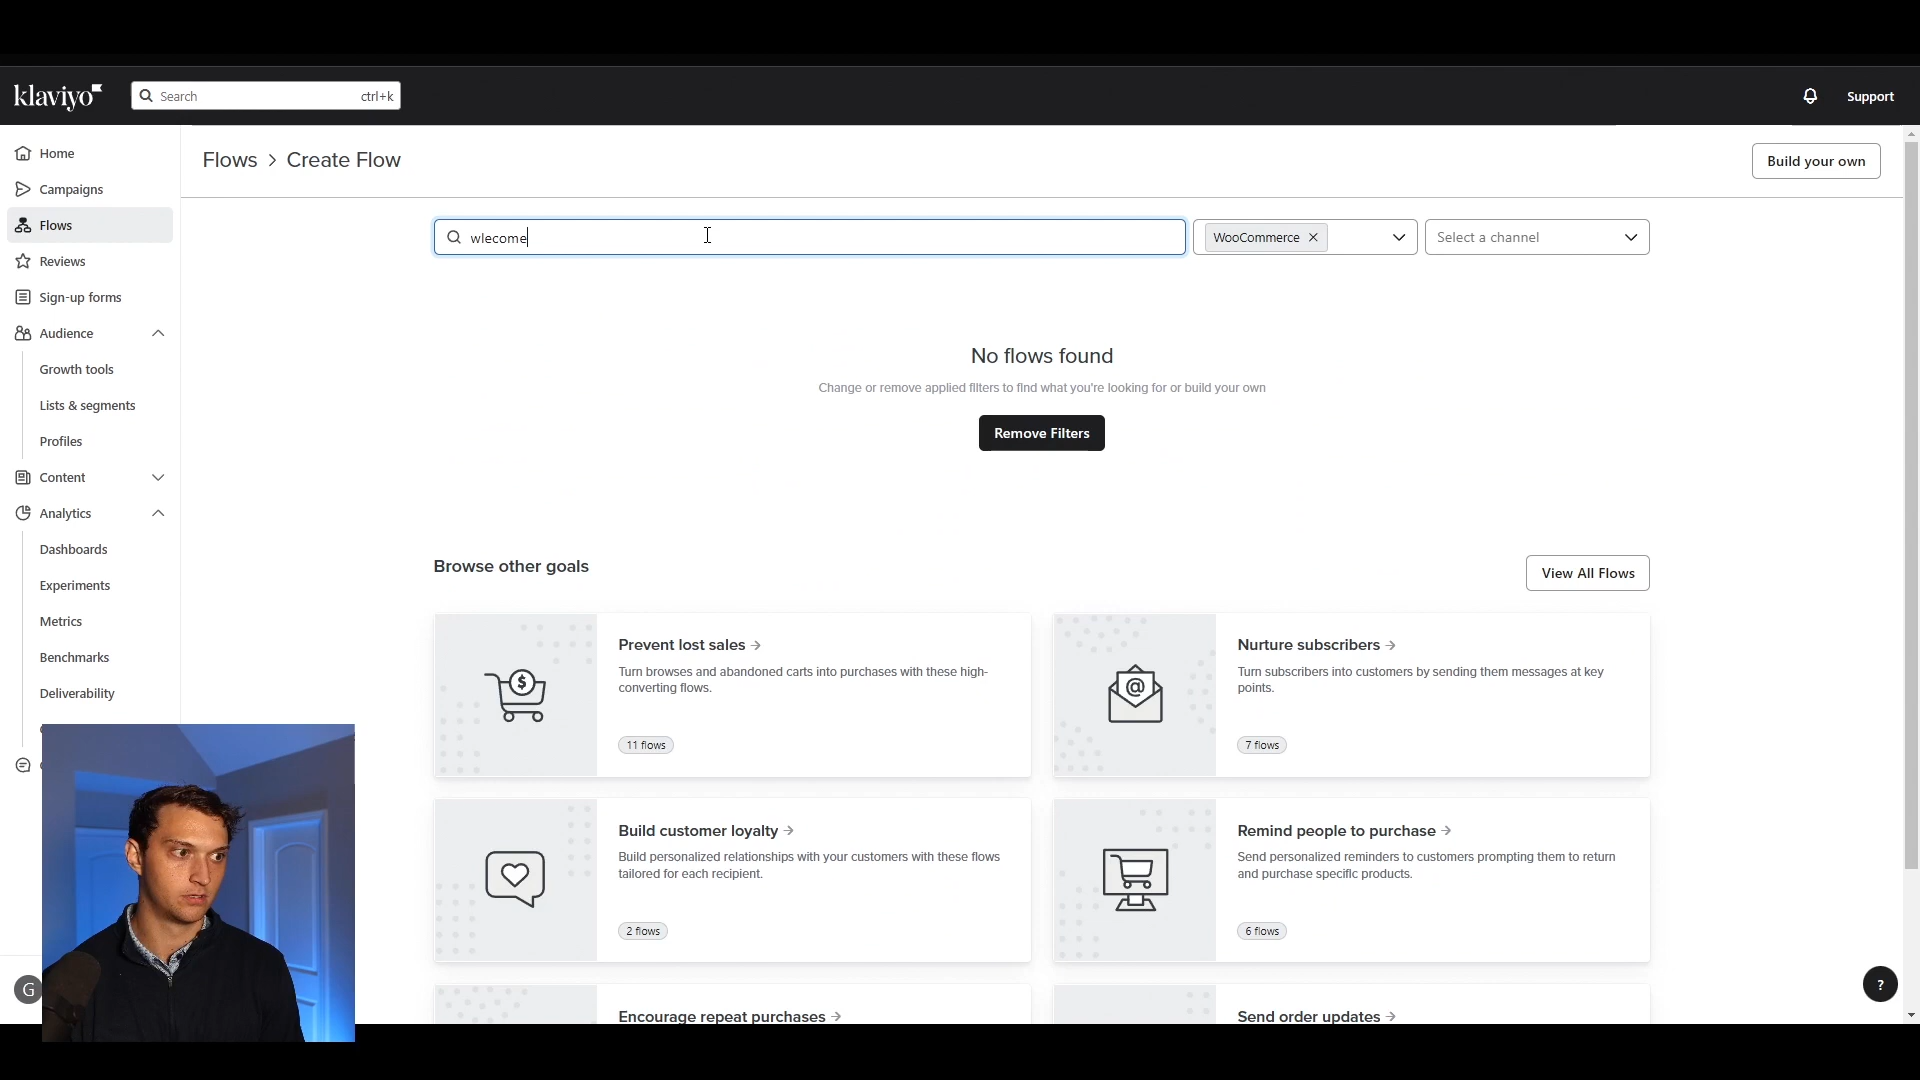 klaviyo
Search ctrl+k
Support
Home
Campaigns
Flows
Reviews
Sign-up forms
Audience
Growth tools
Lists & segments
Profiles
Content
Analytics
Dashboards
Experiments
Metrics
Benchmarks
Deliverability
G
Flows > Create Flow
Build your own
wlecome
WooCommerce
Select a channel
No flows found
Change or remove applied filters to find what you're looking for or build your own
Remove Filters
Browse other goals
View All Flows
Prevent lost sales →
Turn browses and abandoned carts into purchases with these high-
converting flows.
11 flows
Nurture subscribers →
Turn subscribers into customers by sending them messages at key
points.
7 flows
Build customer loyalty →
Build personalized relationships with your customers with these flows
tailored for each recipient.
2 flows
Remind people to purchase →
Send personalized reminders to customers prompting them to return
and purchase specific products.
6 flows
Encourage repeat purchases →
Send order updates →
?